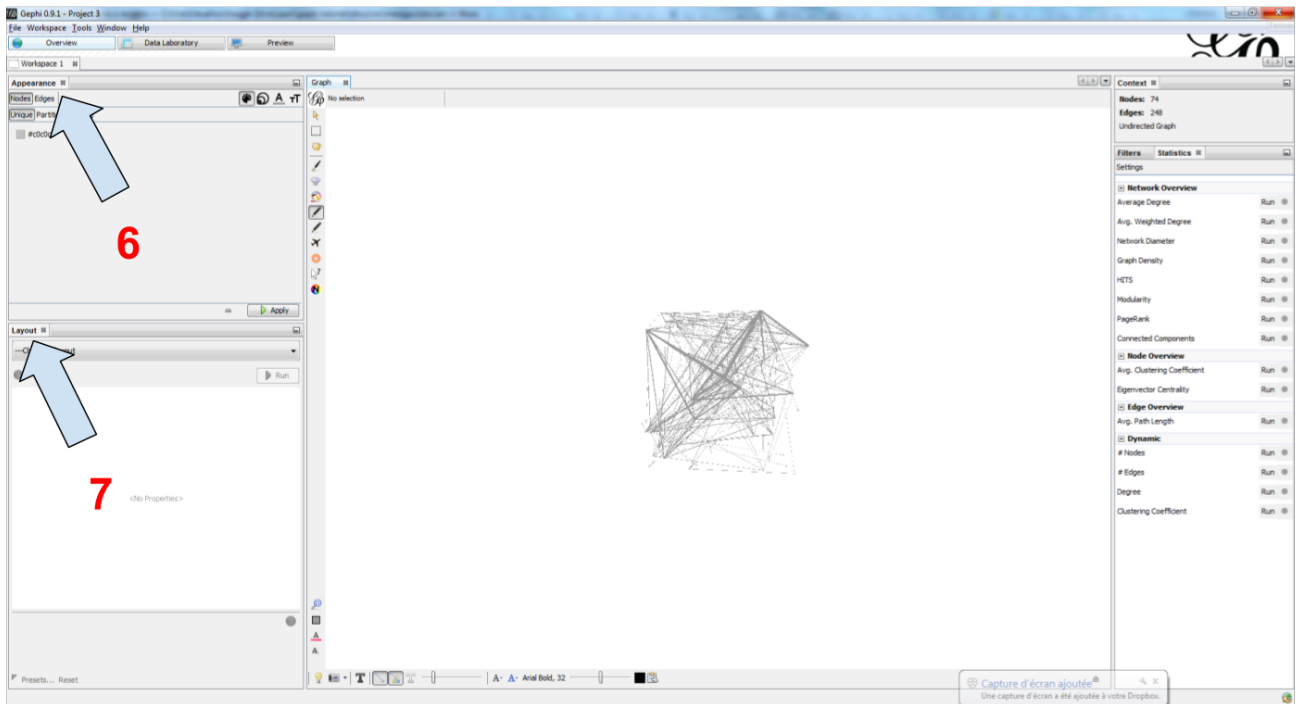 Gephi 0.9.1 - Project 3
File Workspace Tools Window Help
Overview Data Laboratory Preview
Workspace 1
Appearance
Nodes Edges
Unique
#c0c0
6
Apply
Layout
Run
7
<No Properties>
Presets... Reset
Graph
No selection
Arial Bold, 32
Context
Nodes: 74
Edges: 248
Undirected Graph
Filters Statistics
Settings
Network Overview
Average Degree Run
Avg. Weighted Degree Run
Network Diameter Run
Graph Density Run
HITS Run
Modularity Run
PageRank Run
Connected Components Run
Node Overview
Avg. Clustering Coefficient Run
Eigenvector Centrality Run
Edge Overview
Avg. Path Length Run
Dynamic
# Nodes Run
# Edges Run
Degree Run
Clustering Coefficient Run
Capture d'écran ajoutée
Une capture d'écran a été ajoutée à votre Dropbox.